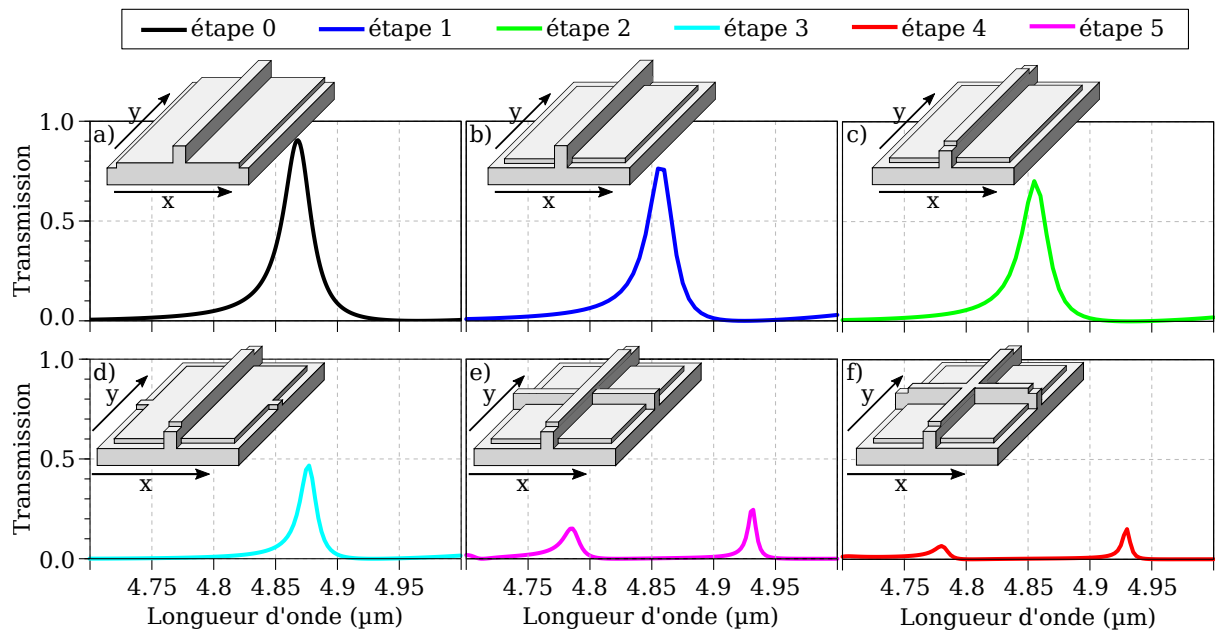 étape 0 étape 1 étape 2 étape 3 étape 4 étape 5
a) y x
b) y x
c) y x
Transmission
1.0
0.5
0.0
d) y x
e) y x
f) y x
Transmission
1.0
0.5
0.0
4.75 4.8 4.85 4.9 4.95
4.75 4.8 4.85 4.9 4.95
4.75 4.8 4.85 4.9 4.95
Longueur d'onde (µm)
Longueur d'onde (µm)
Longueur d'onde (µm)